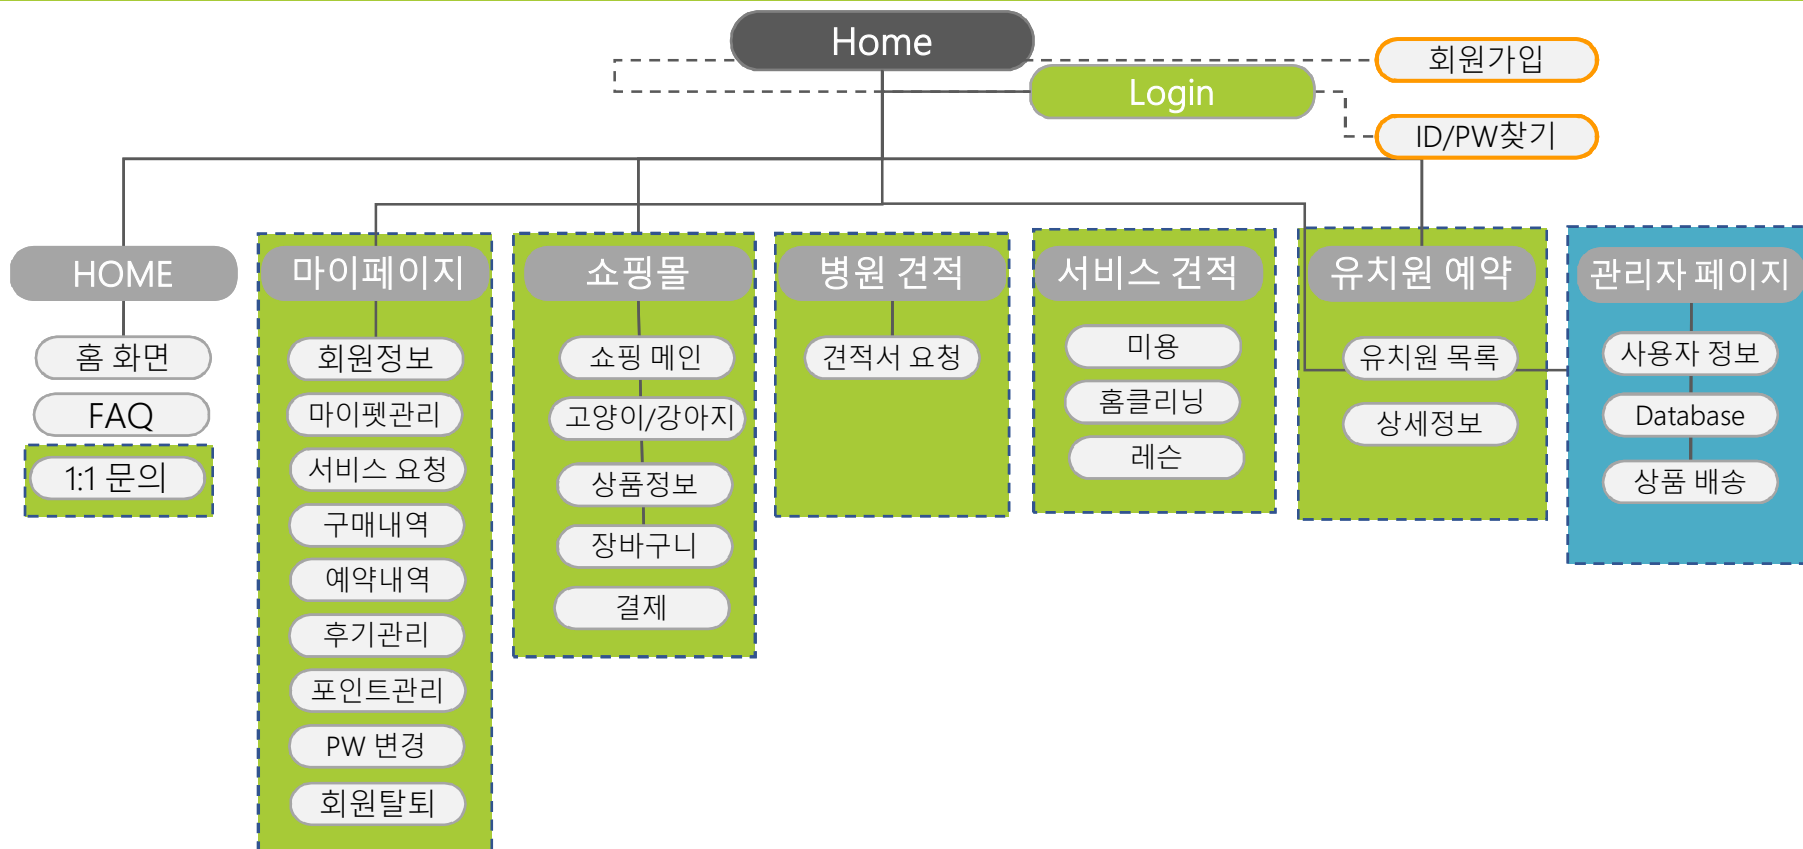 Home
회원가입
Login
ID/PW찾기
HOME
홈 화면
FAQ
1:1 문의
마이페이지
회원정보
마이펫관리
서비스 요청
구매내역
예약내역
후기관리
포인트관리
PW 변경
회원탈퇴
쇼핑몰
쇼핑 메인
고양이/강아지
상품정보
장바구니
결제
병원 견적
견적서 요청
서비스 견적
미용
홈클리닝
레슨
유치원 예약
유치원 목록
상세정보
관리자 페이지
사용자 정보
Database
상품 배송